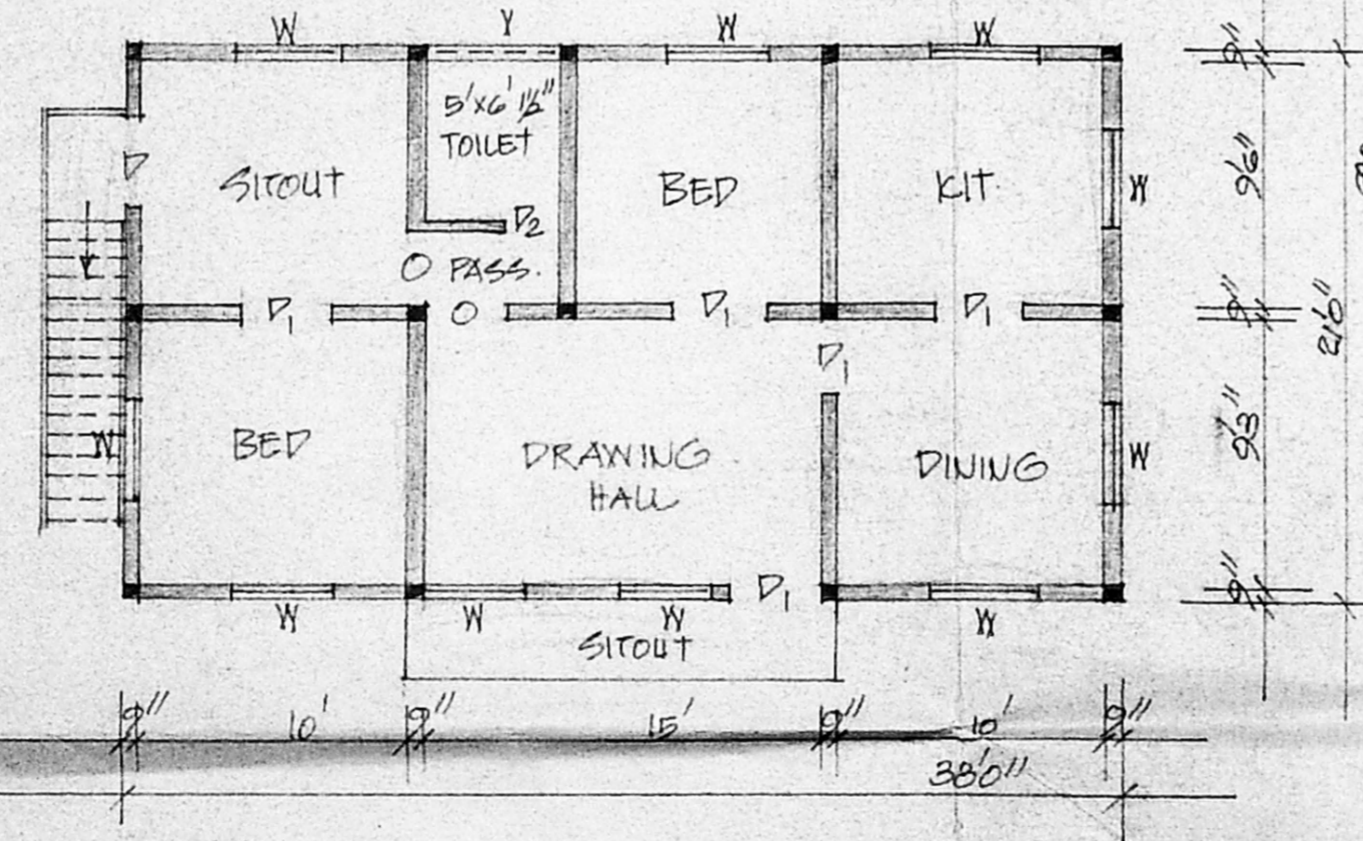 W Y W W
9"
5'x6' 1½"
TOILET
D
SITOUT
BED
KIT.
W
9'6"
D2
O PASS.
D1 O D1 D1
9"
D1
21'6"
W
BED
DRAWING
HALL
DINING
W
9'3"
D1
9"
W W W W
SITOUT
9" 10' 9" 15' 9" 10' 9"
38'0"